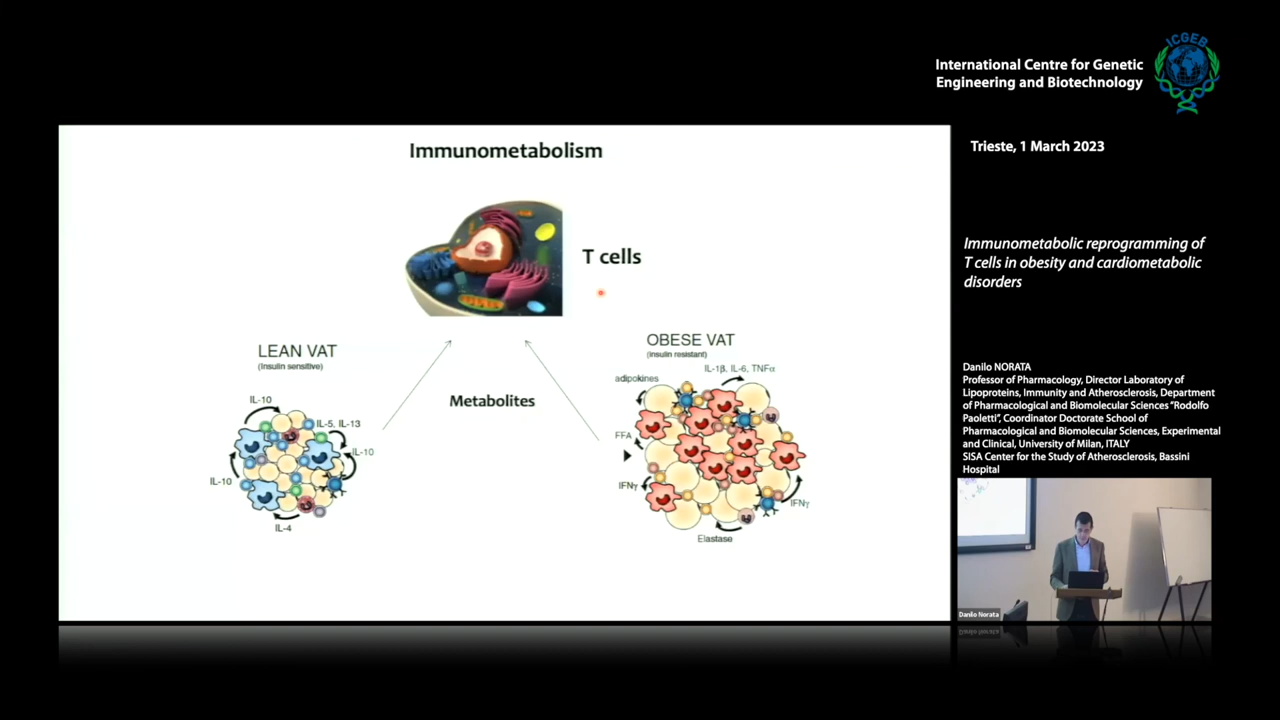 ICGEB
International Centre for Genetic
Engineering and Biotechnology
Trieste, 1 March 2023
Immunometabolism
T cells
LEAN VAT
(Insulin sensitive)
OBESE VAT
(insulin resistant)
Metabolites
IL-10
IL-5, IL-13
IL-10
IL-10
IL-4
IL-1β, IL-6, TNFα
adipokines
FFA
IFNγ
IFNγ
Elastase
Immunometabolic reprogramming of
T cells in obesity and cardiometabolic
disorders
Danilo NORATA
Professor of Pharmacology, Director Laboratory of
Lipoproteins, Immunity and Atherosclerosis, Department
of Pharmacological and Biomolecular Sciences “Rodolfo
Paoletti”, Coordinator Doctorate School of
Pharmacological and Biomolecular Sciences, Experimental
and Clinical, University of Milan, ITALY
SISA Center for the Study of Atherosclerosis, Bassini
Hospital
Danilo Norata